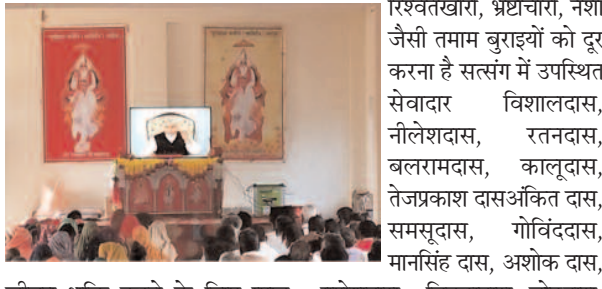 रिश्वतखोरी, भ्रष्टाचारी, नशा
जैसी तमाम बुराइयों को दूर
करना है सत्संग में उपस्थित
सेवादार विशालदास,
नीलेशदास, रतनदास,
बलरामदास, कालूदास,
तेजप्रकाश दासअंकित दास,
समसूदास, गोविंददास,
मानसिंह दास, अशोक दास,